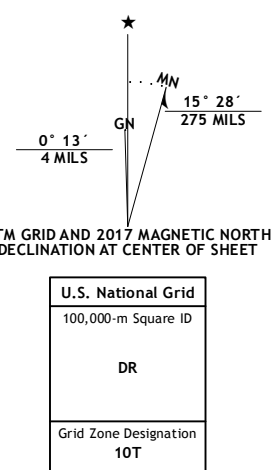 MN
GN
15° 28´
275 MILS
0° 13´
4 MILS
TM GRID AND 2017 MAGNETIC NORTH
DECLINATION AT CENTER OF SHEET
U.S. National Grid
100,000-m Square ID
DR
Grid Zone Designation
10T